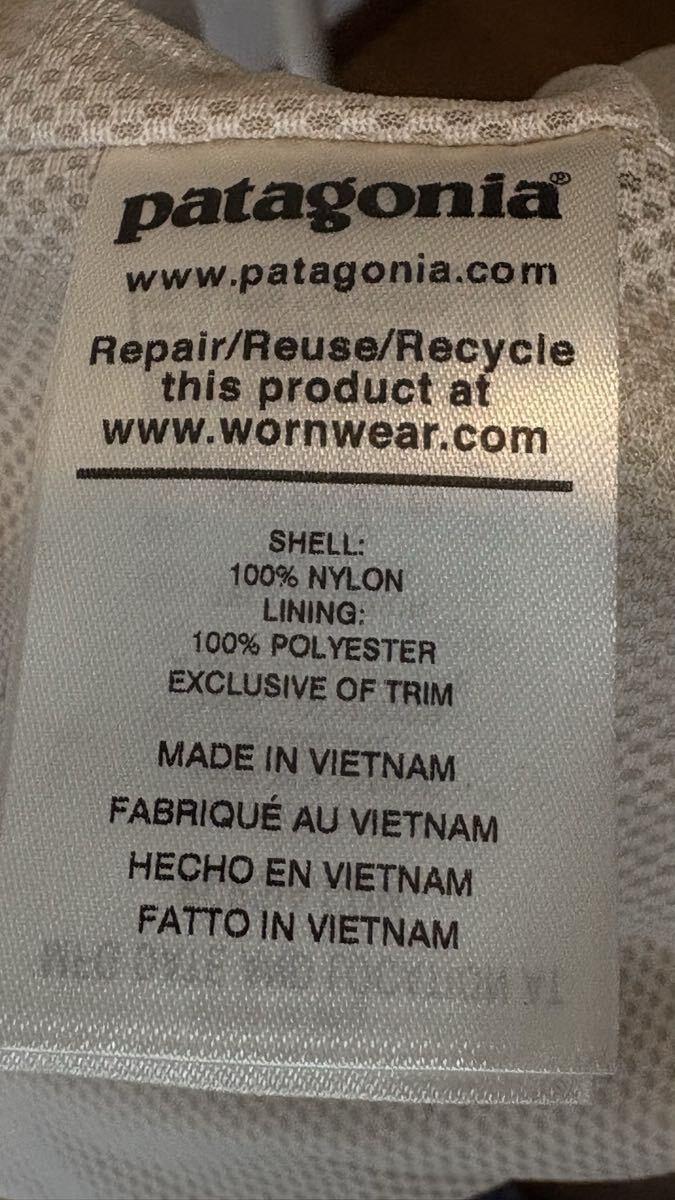 patagonia®
www.patagonia.com
Repair/Reuse/Recycle
this product at
www.wornwear.com
SHELL:
100% NYLON
LINING:
100% POLYESTER
EXCLUSIVE OF TRIM
MADE IN VIETNAM
FABRIQUÉ AU VIETNAM
HECHO EN VIETNAM
FATTO IN VIETNAM